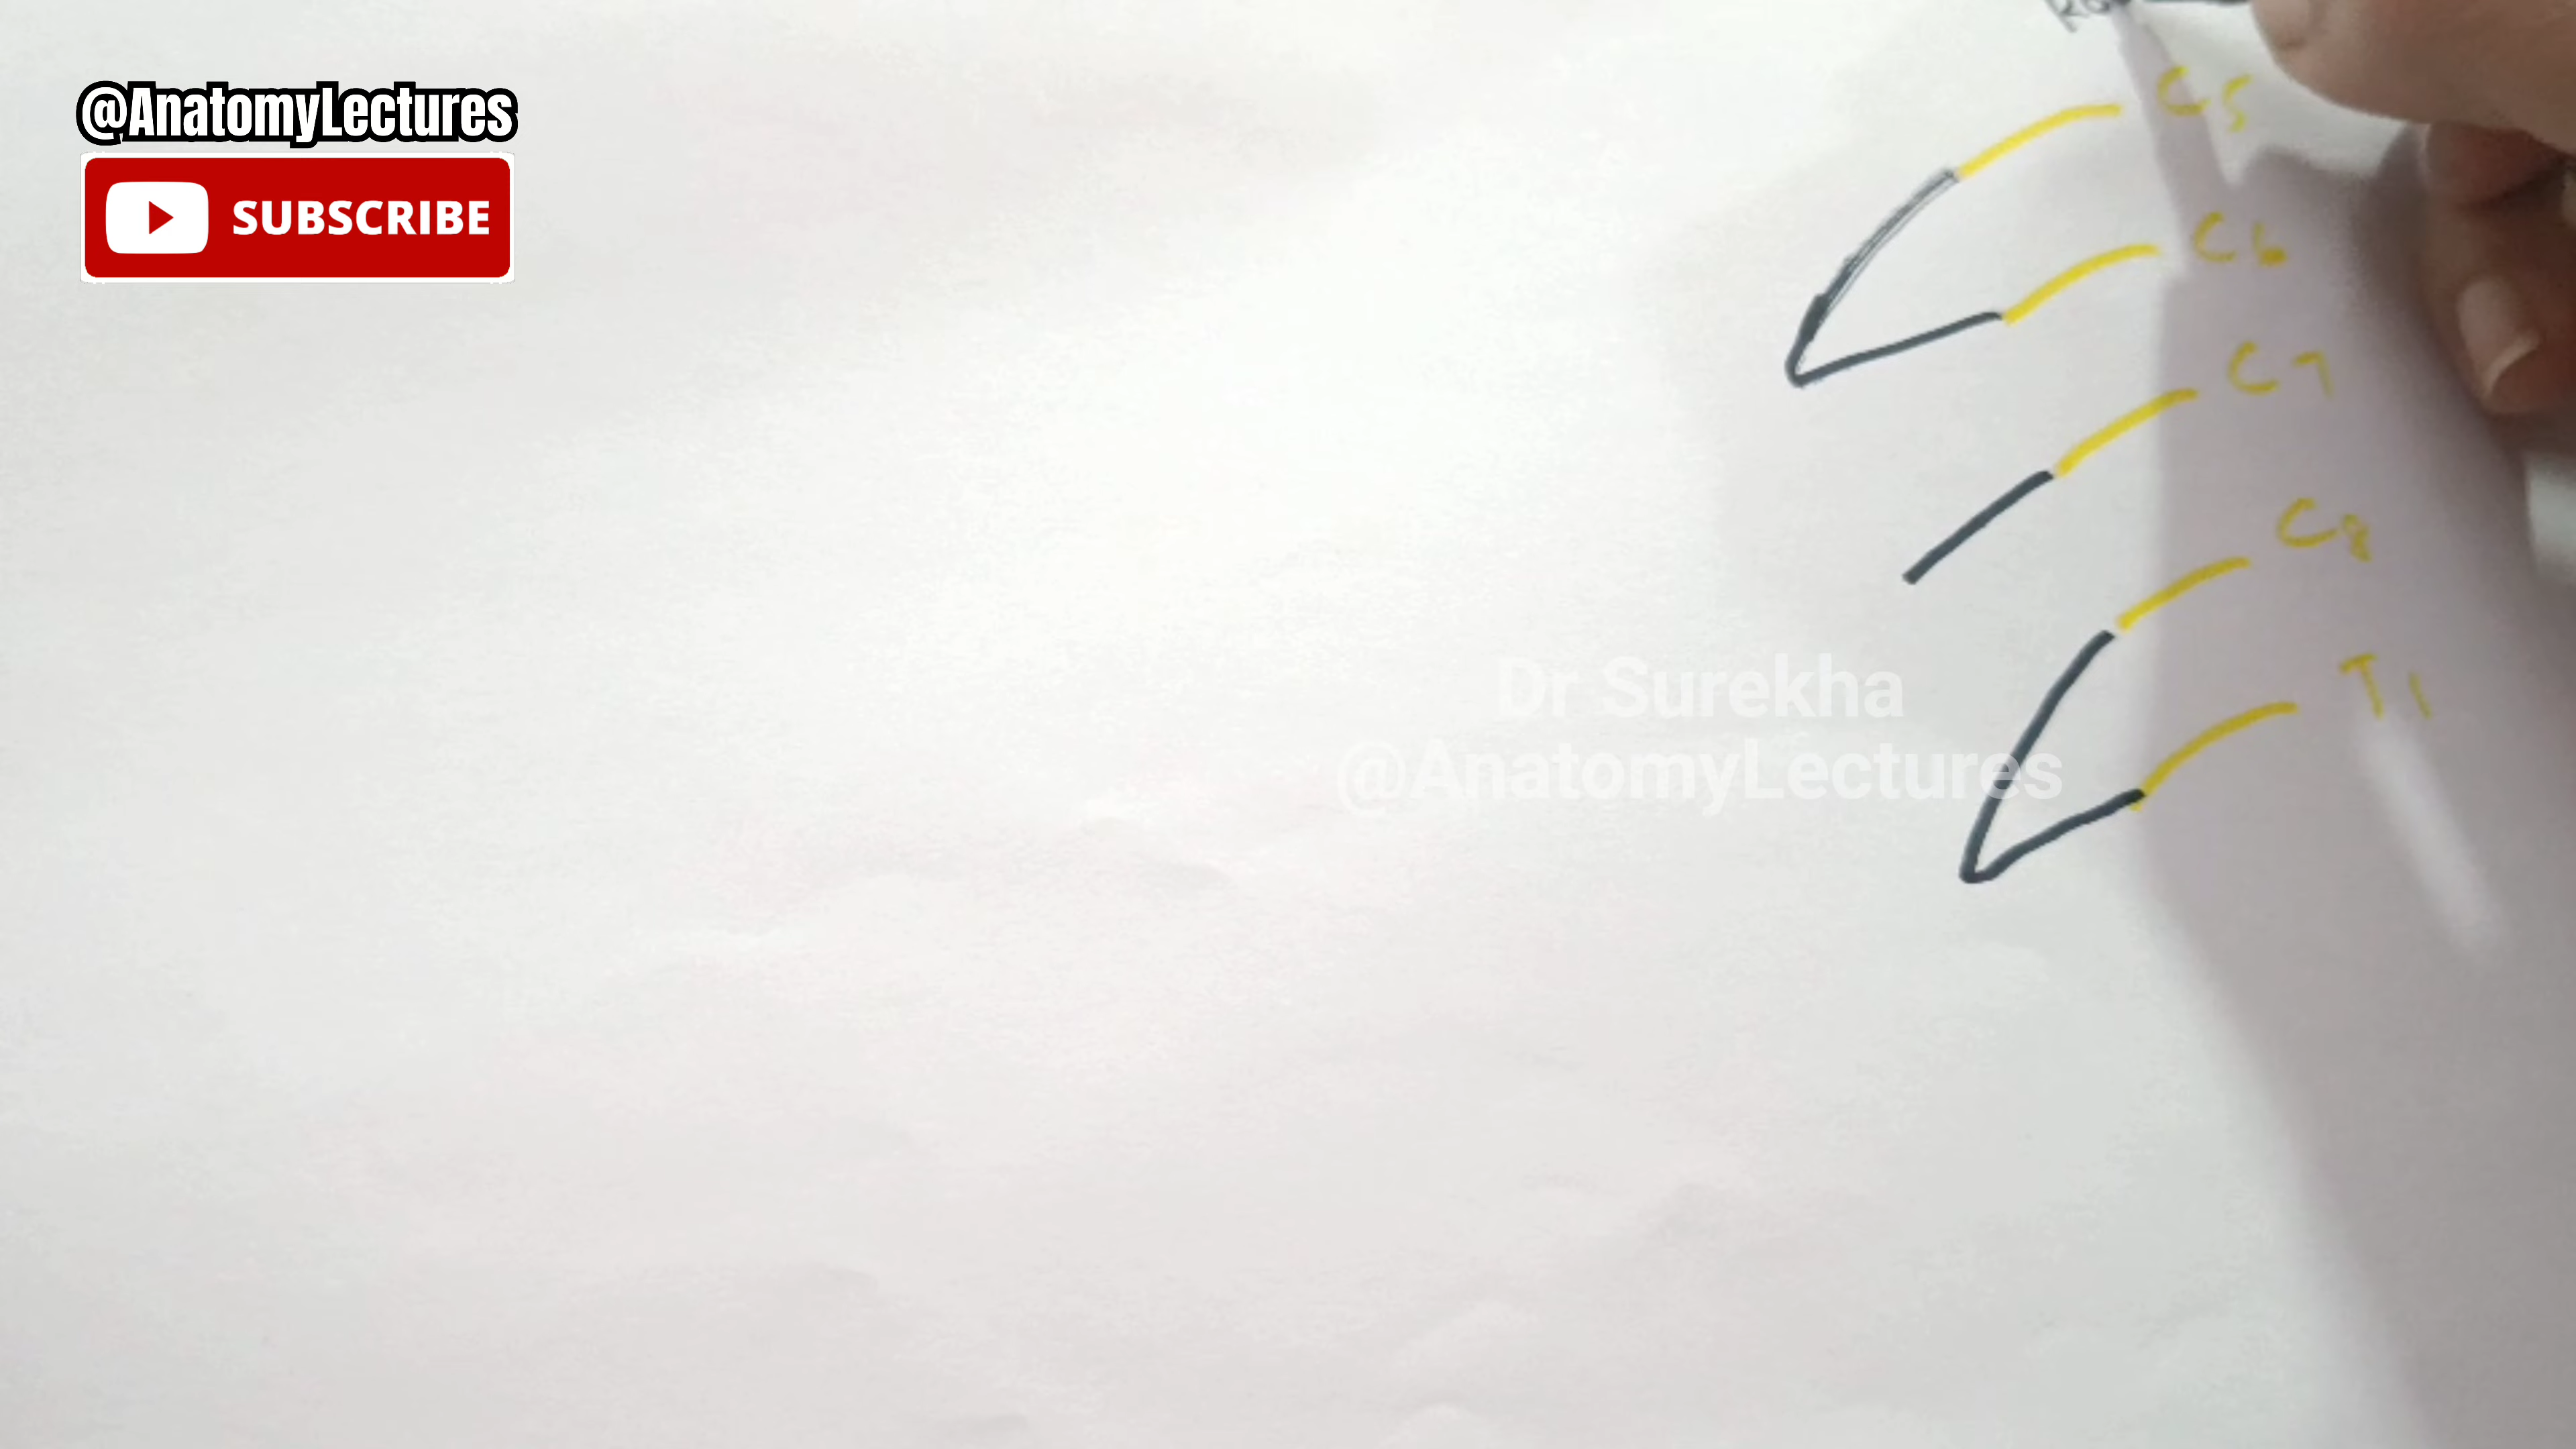 @AnatomyLectures
SUBSCRIBE
C5
C6
C7
C8
T1
Dr Surekha
@AnatomyLectures